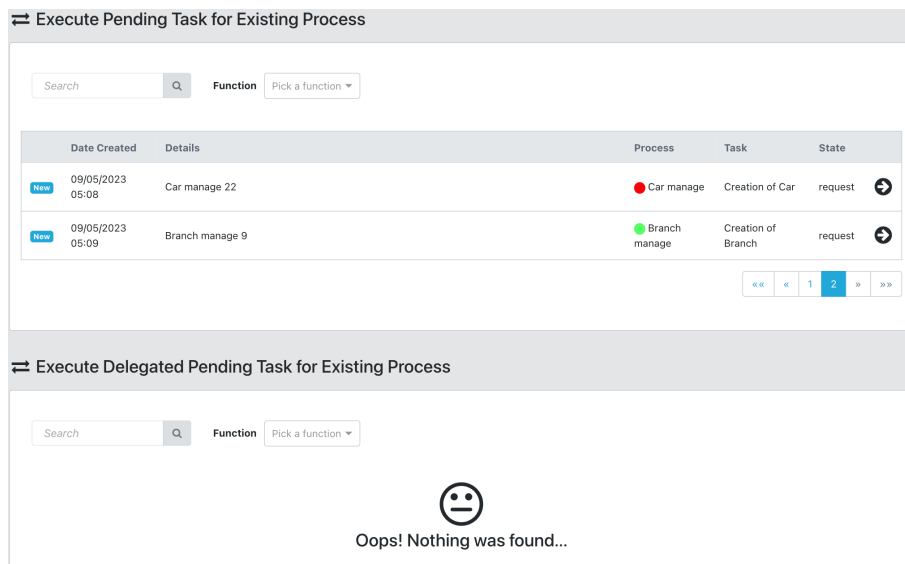 Execute Pending Task for Existing Process
Search Function Pick a function
Date Created Details Process Task State
New 09/05/2023 05:08 Car manage 22 Car manage Creation of Car request
New 09/05/2023 05:09 Branch manage 9 Branch manage Creation of Branch request
«« « 1 2 » »»
Execute Delegated Pending Task for Existing Process
Search Function Pick a function
Oops! Nothing was found...